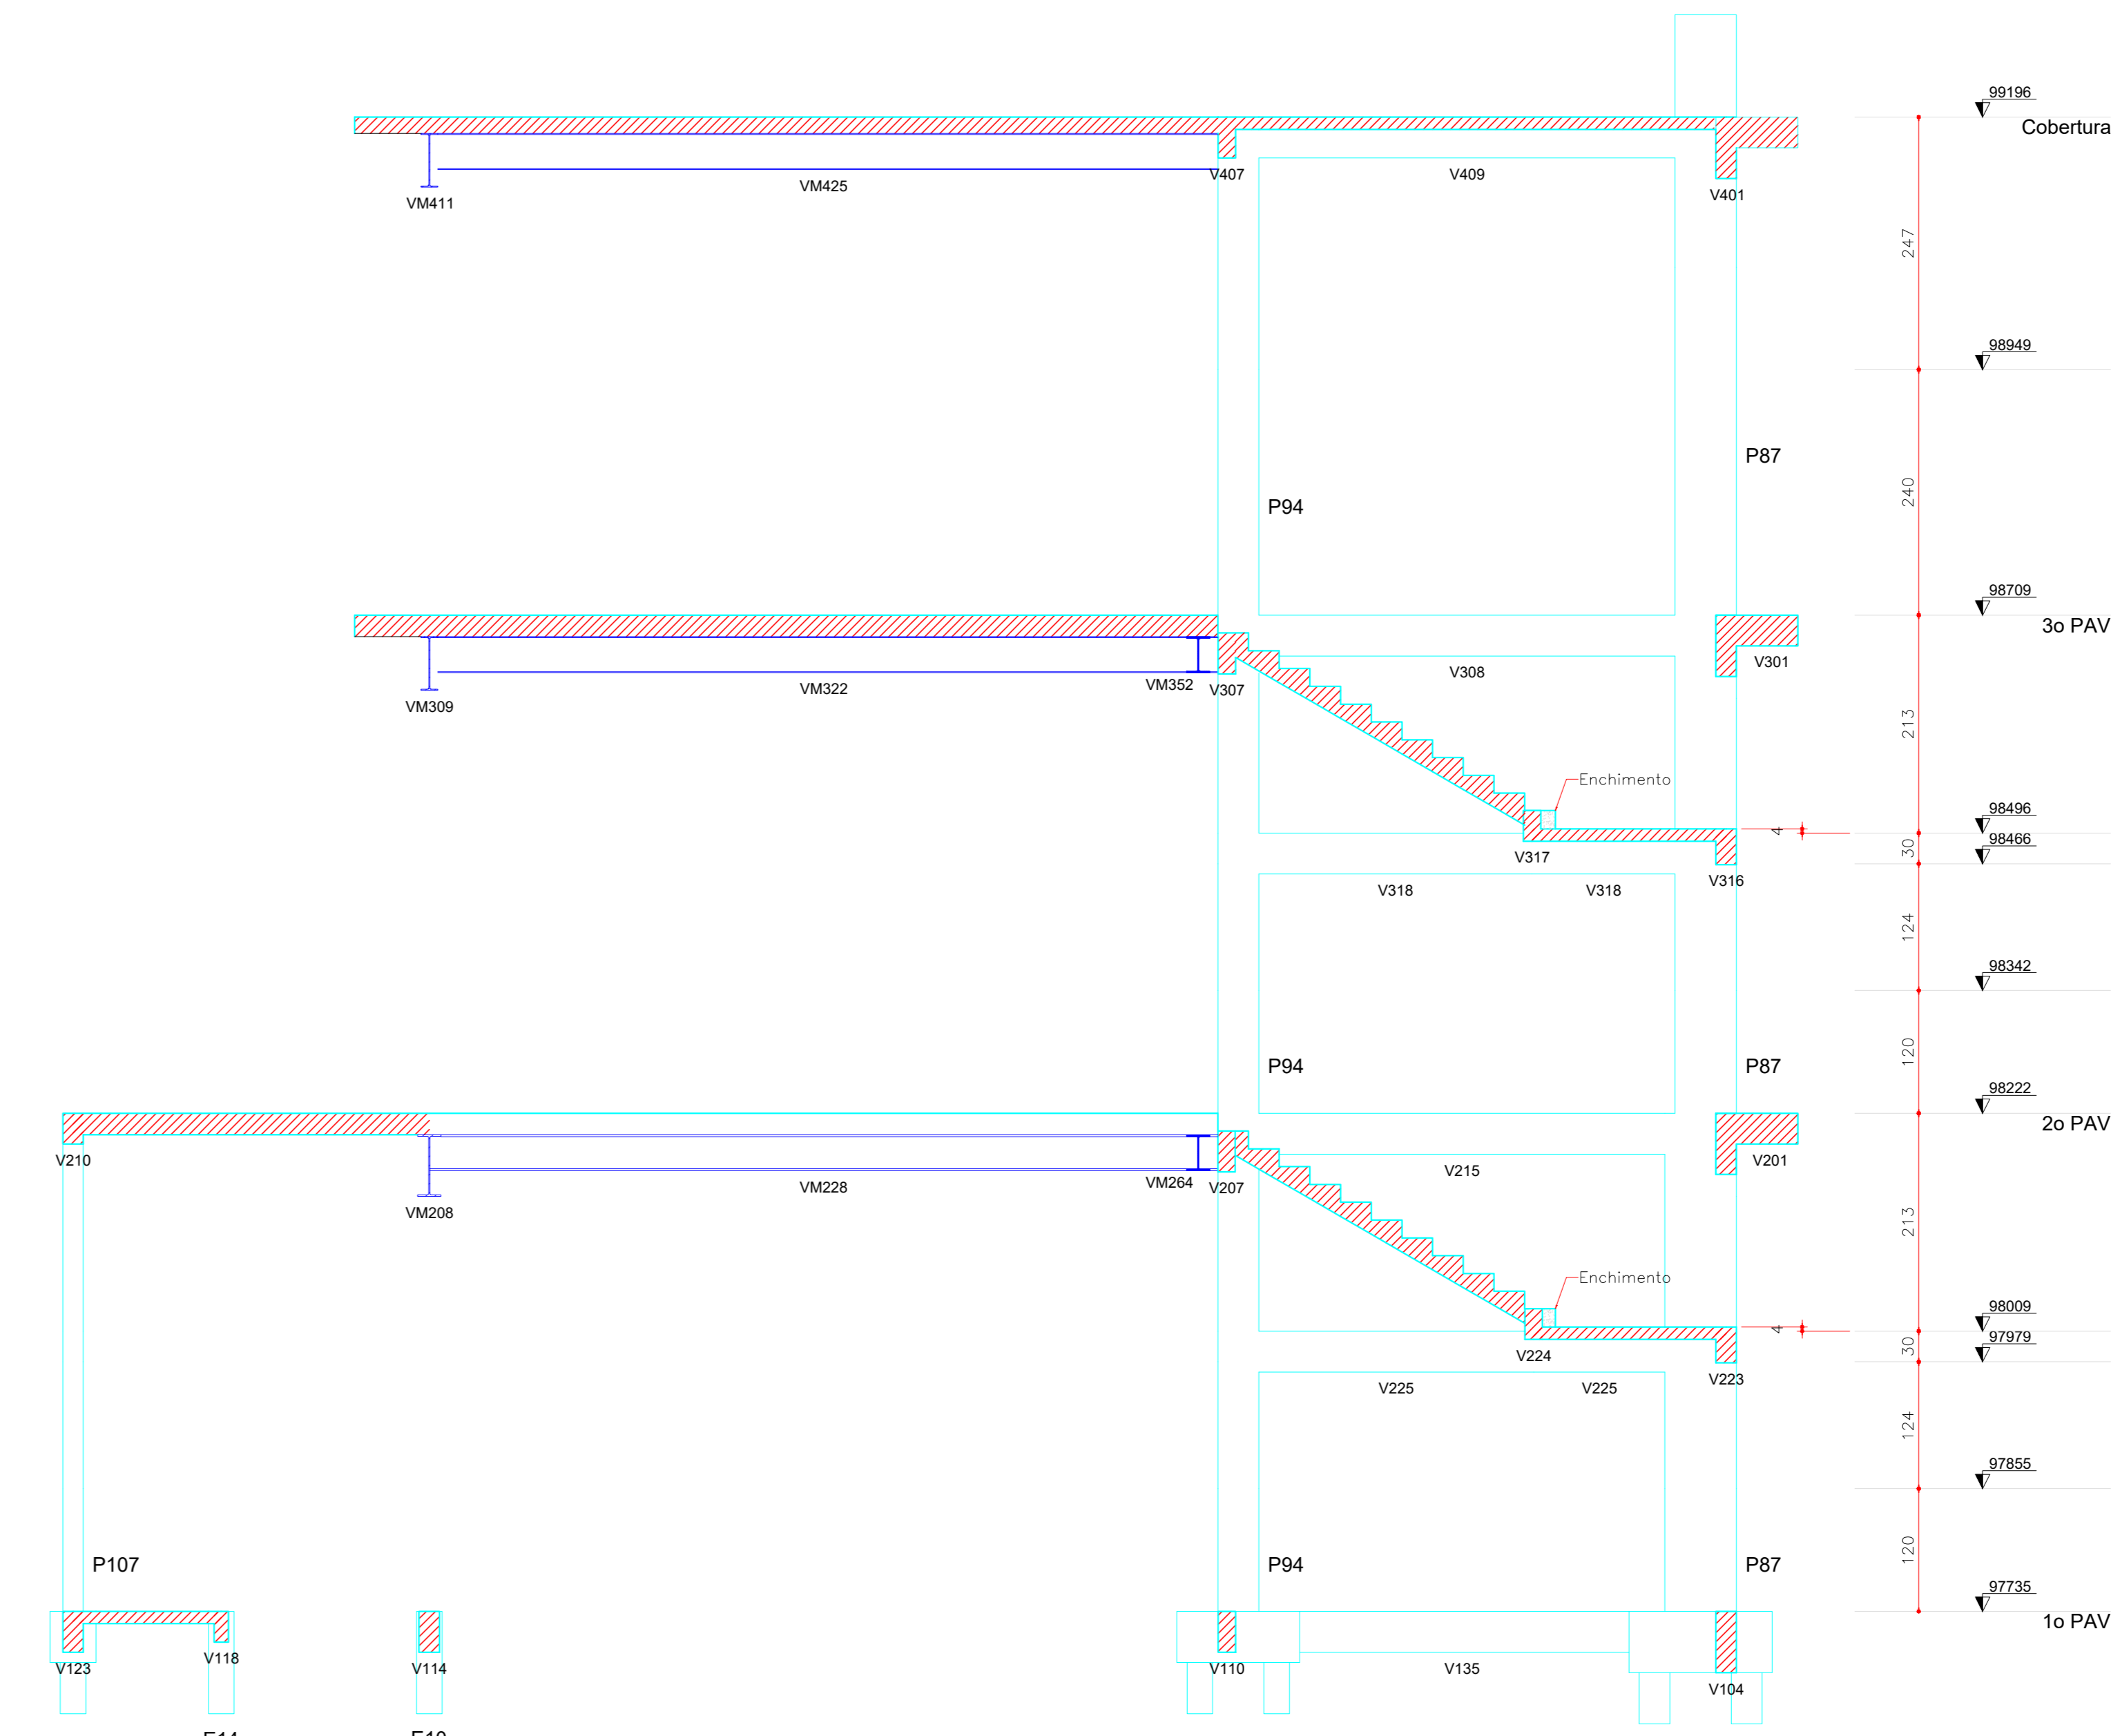 99196
Cobertura
V407
V409
VM425
V401
VM411
247
98949
P87
240
P94
98709
3o PAV
V301
V308
VM322
VM352
V307
VM309
213
Enchimento
98496
4
98466
30
V317
V316
V318
V318
124
98342
P94
P87
120
98222
2o PAV
V210
V201
V215
VM228
VM264
V207
VM208
213
Enchimento
98009
4
97979
30
V224
V223
V225
V225
124
97855
P107
P94
P87
120
97735
1o PAV
V123
V118
V114
V110
V135
V104